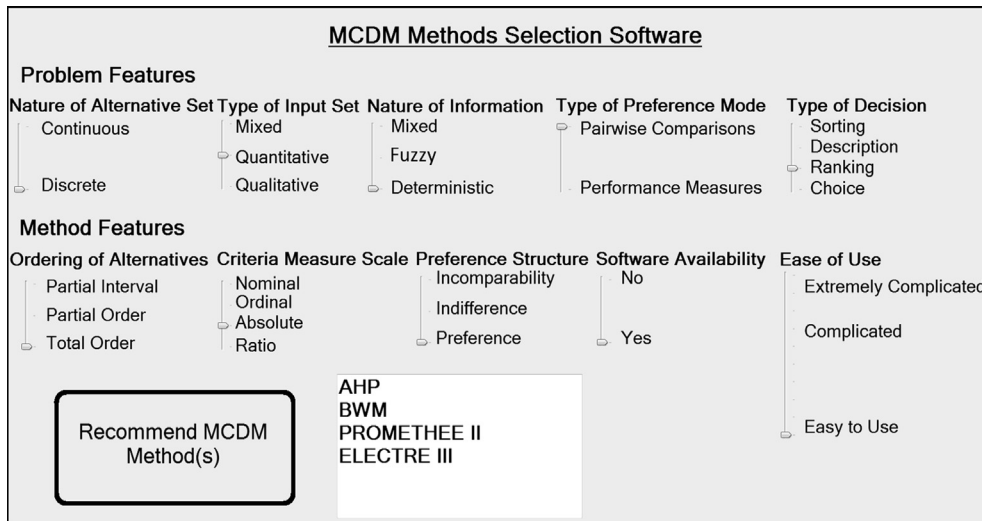 MCDM Methods Selection Software
Problem Features
Nature of Alternative Set Type of Input Set Nature of Information Type of Preference Mode Type of Decision
Continuous
Discrete
Mixed
Quantitative
Qualitative
Mixed
Fuzzy
Deterministic
Pairwise Comparisons
Performance Measures
Sorting
Description
Ranking
Choice
Method Features
Ordering of Alternatives Criteria Measure Scale Preference Structure Software Availability Ease of Use
Partial Interval
Partial Order
Total Order
Nominal
Ordinal
Absolute
Ratio
Incomparability
Indifference
Preference
No
Yes
Extremely Complicated
Complicated
Easy to Use
Recommend MCDM
Method(s)
AHP
BWM
PROMETHEE II
ELECTRE III